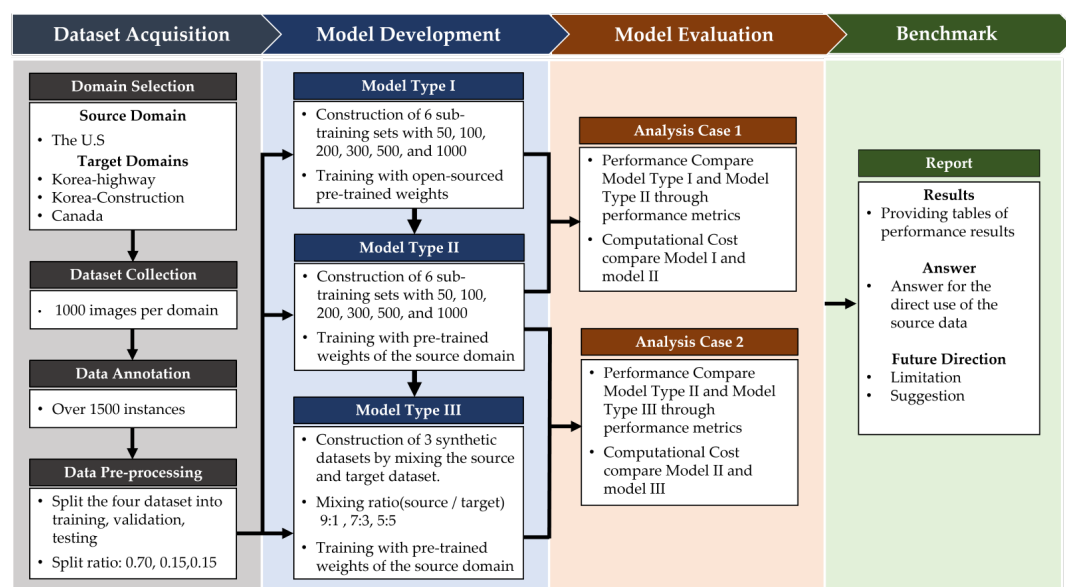 Dataset Acquisition
Model Development
Model Evaluation
Benchmark
Domain Selection
Source Domain
• The U.S
Target Domains
• Korea-highway
• Korea-Construction
• Canada
Dataset Collection
• 1000 images per domain
Data Annotation
• Over 1500 instances
Data Pre-processing
• Split the four dataset into
training, validation,
testing
• Split ratio: 0.70, 0.15,0.15
Model Type I
• Construction of 6 sub-
training sets with 50, 100,
200, 300, 500, and 1000
• Training with open-sourced
pre-trained weights
Model Type II
• Construction of 6 sub-
training sets with 50, 100,
200, 300, 500, and 1000
• Training with pre-trained
weights of the source domain
Model Type III
• Construction of 3 synthetic
datasets by mixing the source
and target dataset.
• Mixing ratio(source / target)
9:1 , 7:3, 5:5
• Training with pre-trained
weights of the source domain
Analysis Case 1
• Performance Compare
Model Type I and Model
Type II through
performance metrics
• Computational Cost
compare Model I and
model II
Analysis Case 2
• Performance Compare
Model Type II and Model
Type III through
performance metrics
• Computational Cost
compare Model II and
model III
Report
Results
• Providing tables of
performance results
Answer
• Answer for the
direct use of the
source data
Future Direction
• Limitation
• Suggestion